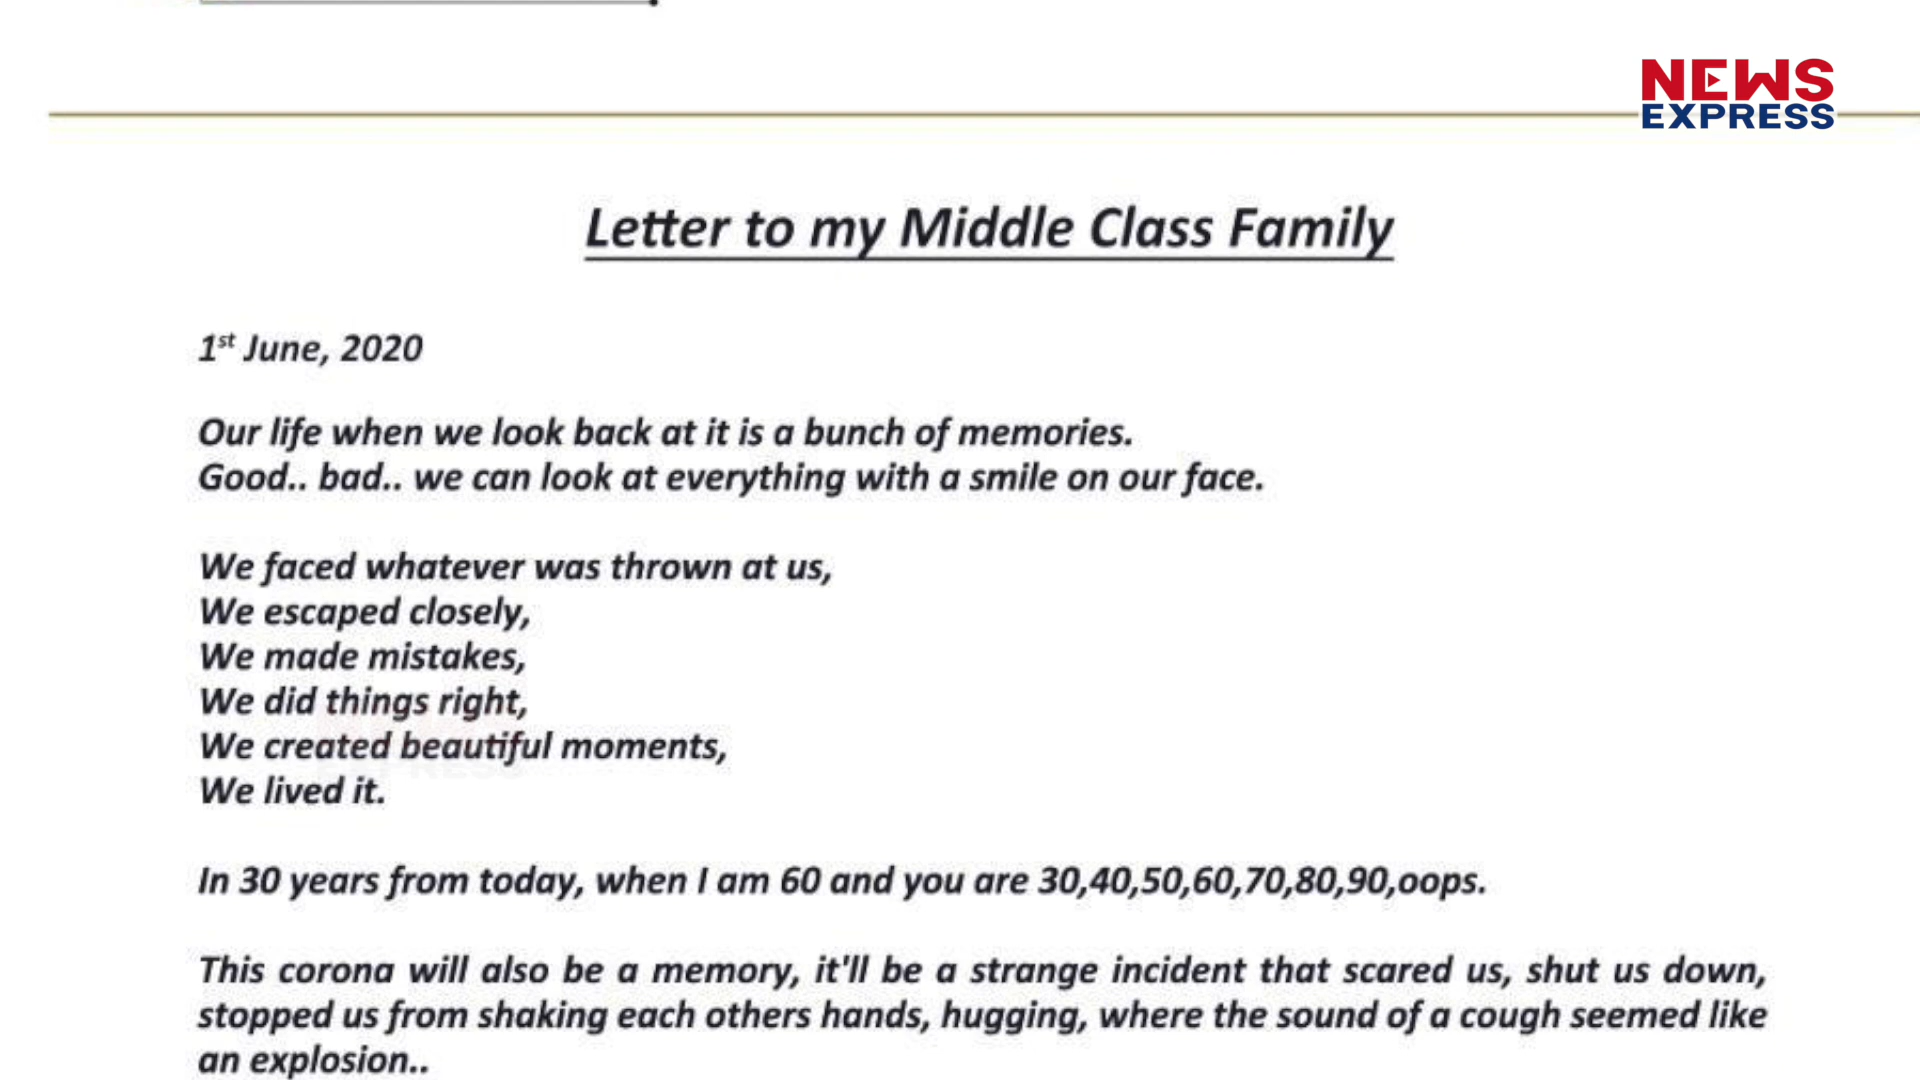 NEWS
EXPRESS
Letter to my Middle Class Family
1st June, 2020
Our life when we look back at it is a bunch of memories.
Good.. bad.. we can look at everything with a smile on our face.
We faced whatever was thrown at us,
We escaped closely,
We made mistakes,
We did things right,
We created beautiful moments,
We lived it.
In 30 years from today, when I am 60 and you are 30,40,50,60,70,80,90,oops.
This corona will also be a memory, it'll be a strange incident that scared us, shut us down,
stopped us from shaking each others hands, hugging, where the sound of a cough seemed like
an explosion..